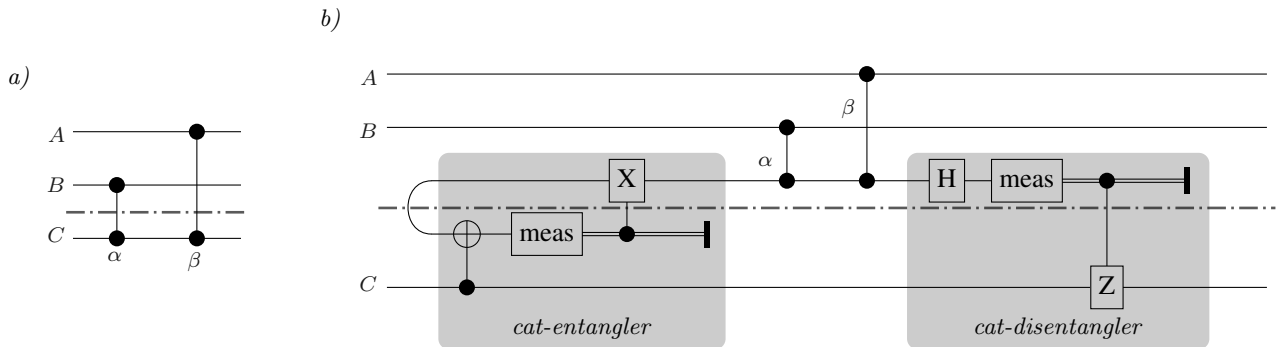 a)
A
B
C
α
β
b)
A
B
C
X
meas
cat-entangler
α
β
H
meas
Z
cat-disentangler